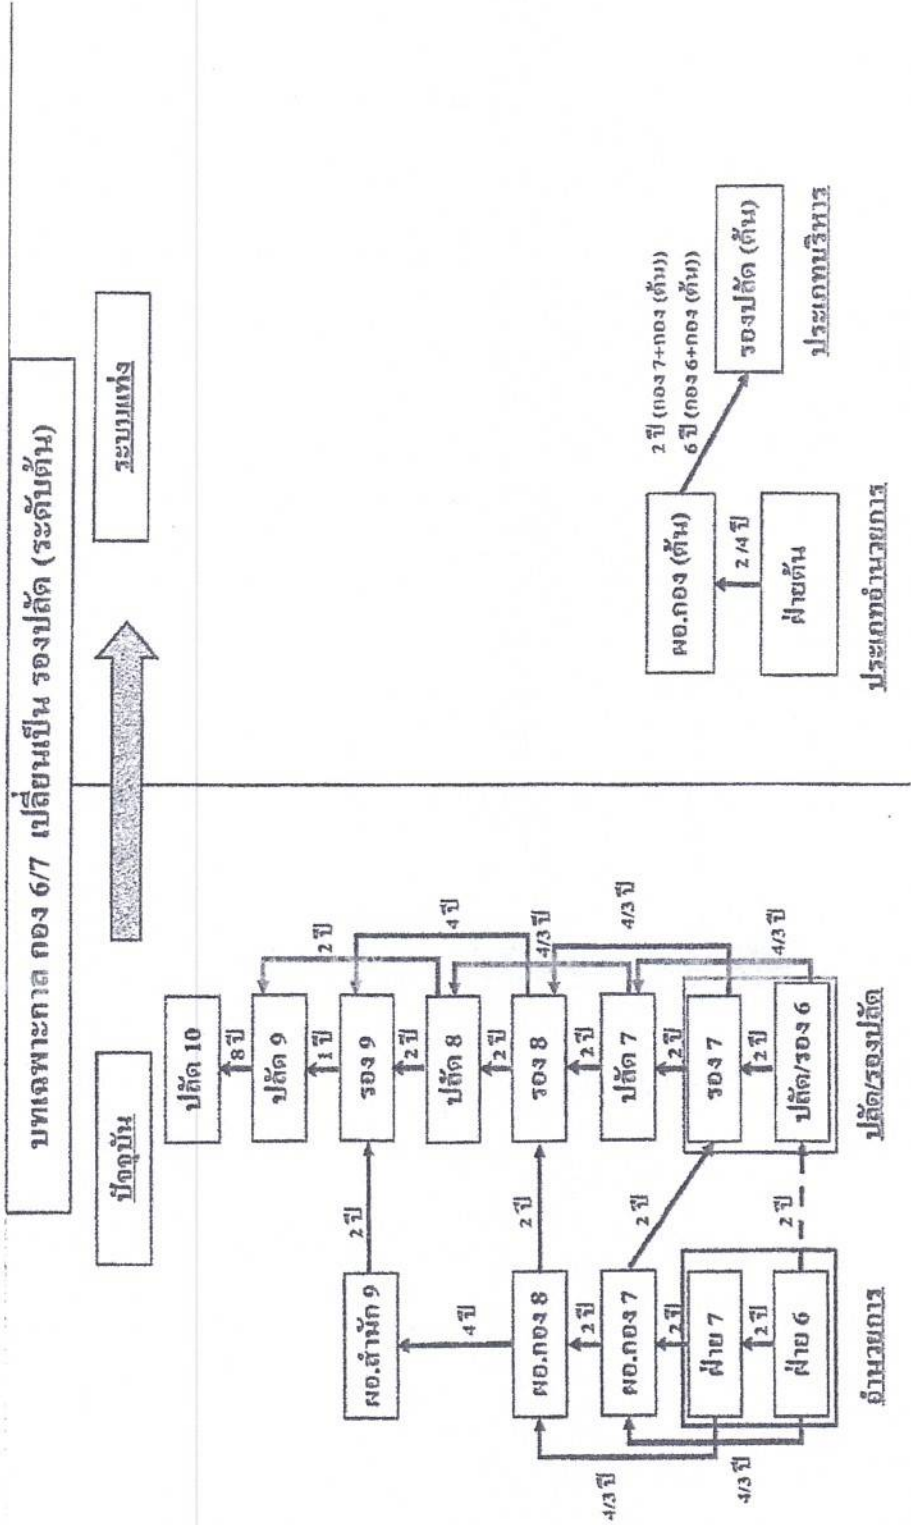 บทเฉพาะกาล กอง 6/7 เปลี่ยนเป็น รองปลัด (ระดับต้น)
ปัจจุบัน
ระบบแท่ง
ปลัด 10
8 ปี
ปลัด 9
2 ปี
1 ปี
ผอ.สำนัก 9
2 ปี
รอง 9
4 ปี
2 ปี
ปลัด 8
4 ปี
4/3 ปี
2 ปี
ผอ.กอง 8
2 ปี
รอง 8
2 ปี
2 ปี
4/3 ปี
ผอ.กอง 7
2 ปี
ปลัด 7
4/3 ปี
2 ปี
2 ปี
ฝ่าย 7
รอง 7
4/3 ปี
2 ปี
2 ปี
4/3 ปี
ฝ่าย 6
2 ปี
ปลัด/รอง 6
อำนวยการ
ปลัด/รองปลัด
2 ปี (กอง 7+กอง (ต้น))
6 ปี (กอง 6+กอง (ต้น))
ผอ.กอง (ต้น)
รองปลัด (ต้น)
2 /4 ปี
ฝ่ายต้น
ประเภทบริหาร
ประเภทอำนวยการ